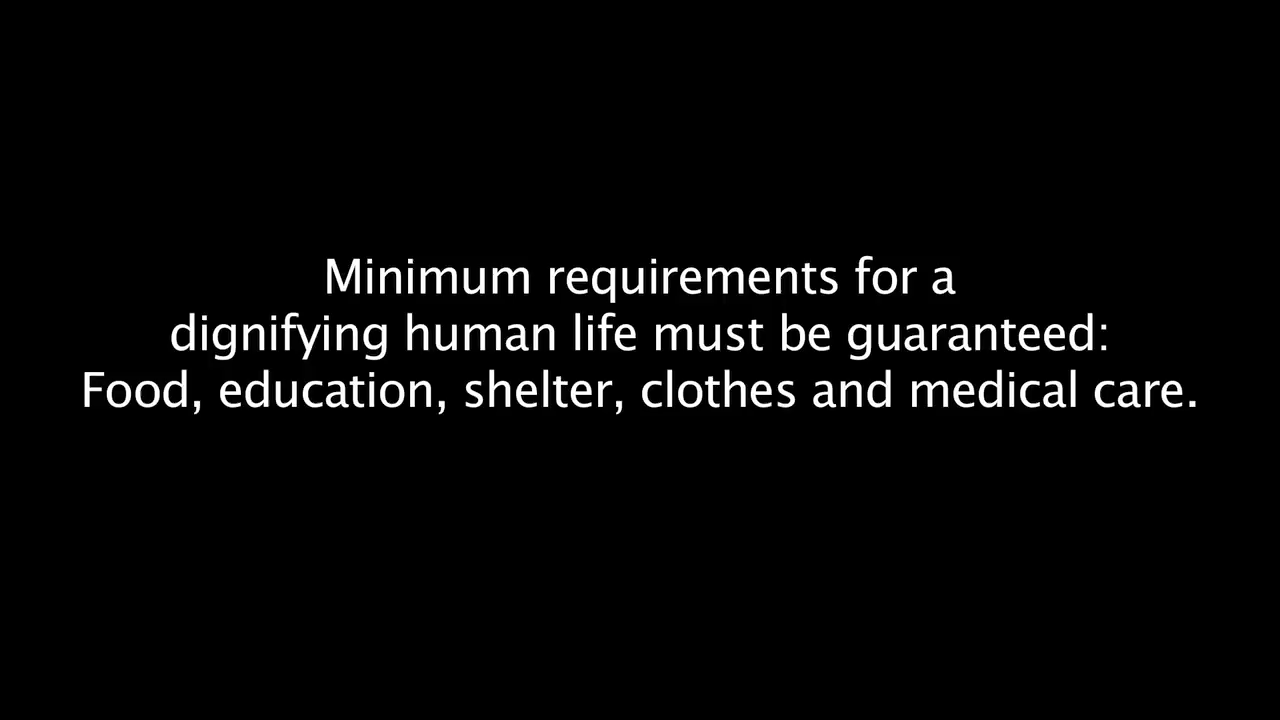 Minimum requirements for a
dignifying human life must be guaranteed:
Food, education, shelter, clothes and medical care.